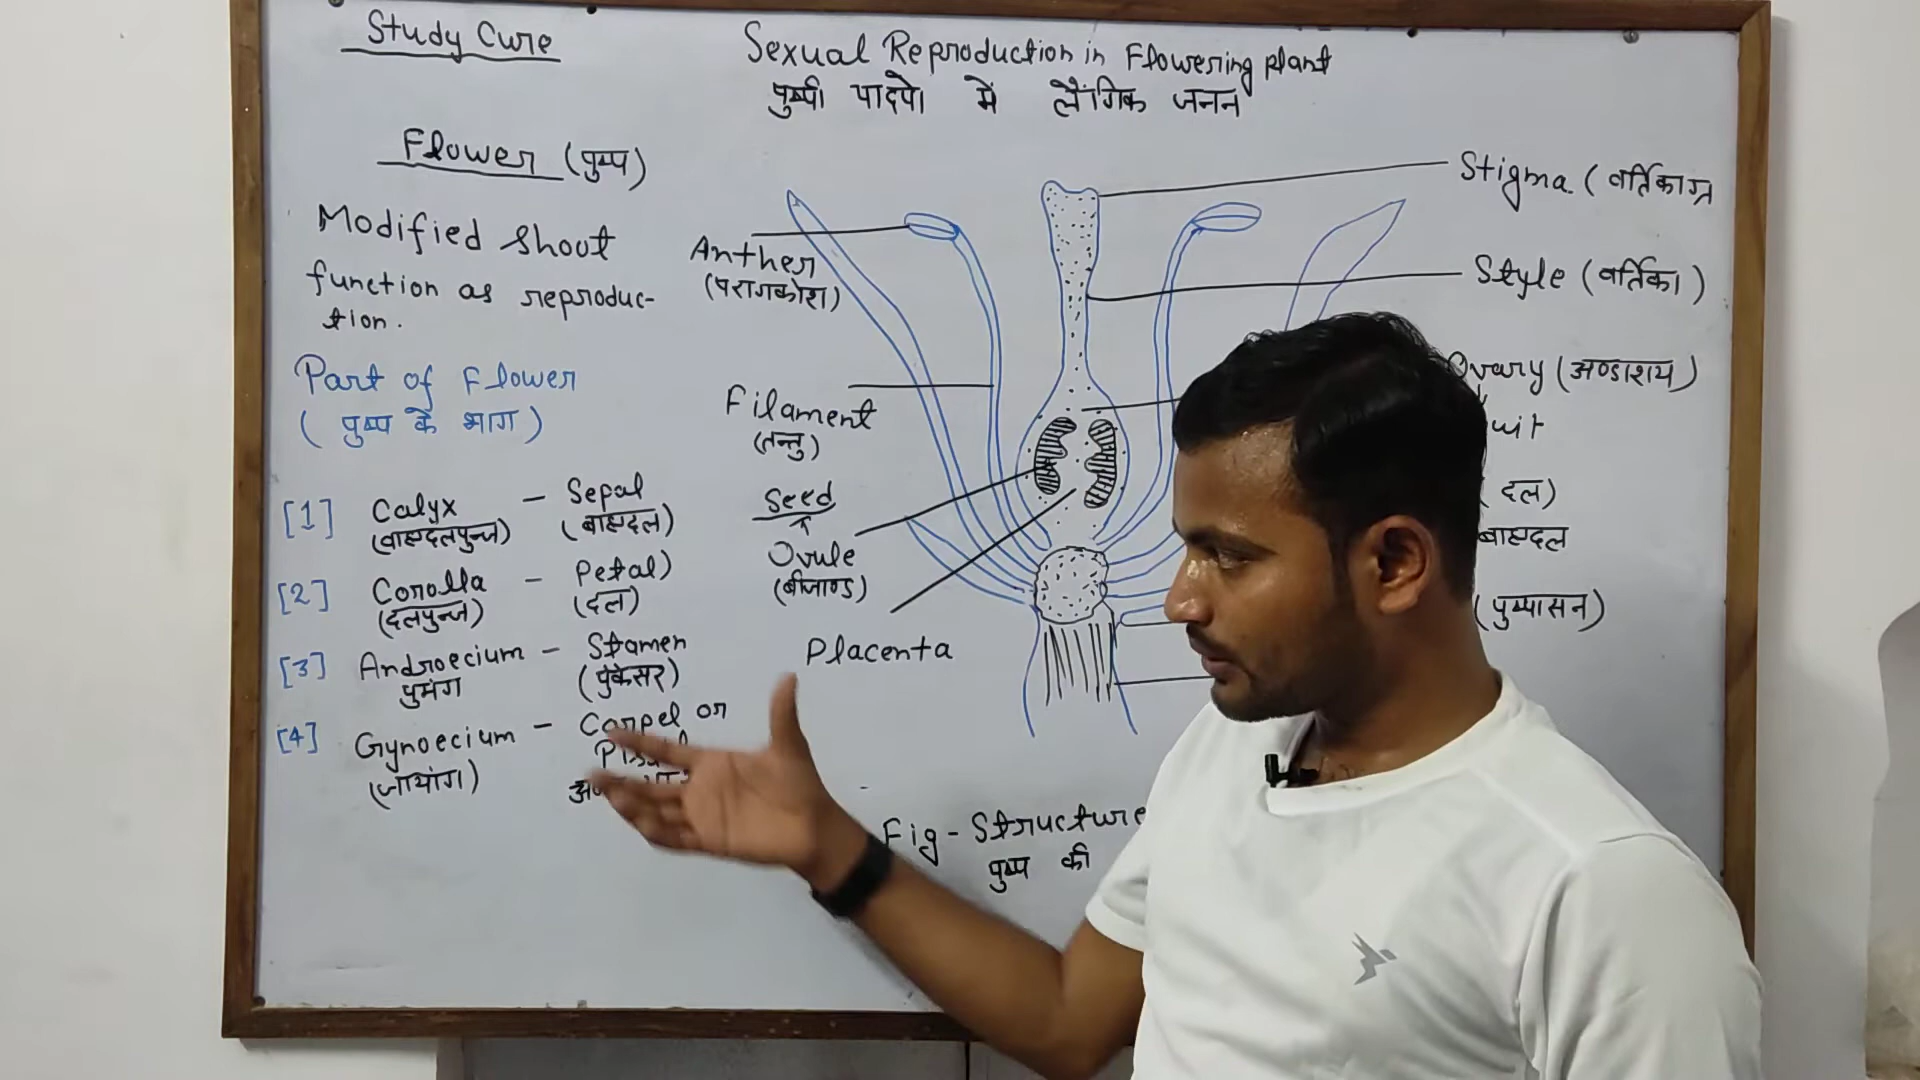 Study Cure
Sexual Reproduction in Flowering plant
पुष्पी पादपो में लैंगिक जनन
Flower (पुष्प)
Modified shoot
function as reproduc-
tion.
Part of Flower
(पुष्प के भाग)
[1] Calyx - Sepal
(बाह्यदलपुन्ज) (बाह्यदल)
[2] Corolla - Petal)
(दलपुन्ज) (दल)
[3] Androecium - Stamen
पुमंग (पुंकेसर)
[4] Gynoecium - Carpel or
(जायांग)
Anther
(परागकोश)
Filament
(तन्तु)
Seed
Ovule
(बीजाण्ड)
Placenta
Stigma (वर्तिकाग्र
Style (वर्तिका)
Ovary (अण्डाशय)
(दल)
बाह्यदल
(पुष्पासन)
Fig - Structure
पुष्प की